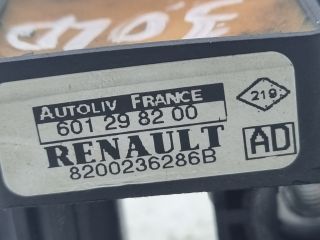 AUTOLIV FRANCE
601 29 82 00
219
RENAULT
AD
8200236286B